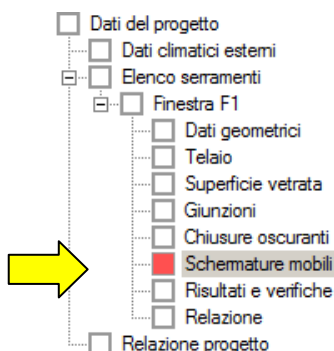 Dati del progetto
Dati climatici esterni
Elenco serramenti
Finestra F1
Dati geometrici
Telaio
Superficie vetrata
Giunzioni
Chiusure oscuranti
Schermature mobili
Risultati e verifiche
Relazione
Relazione progetto